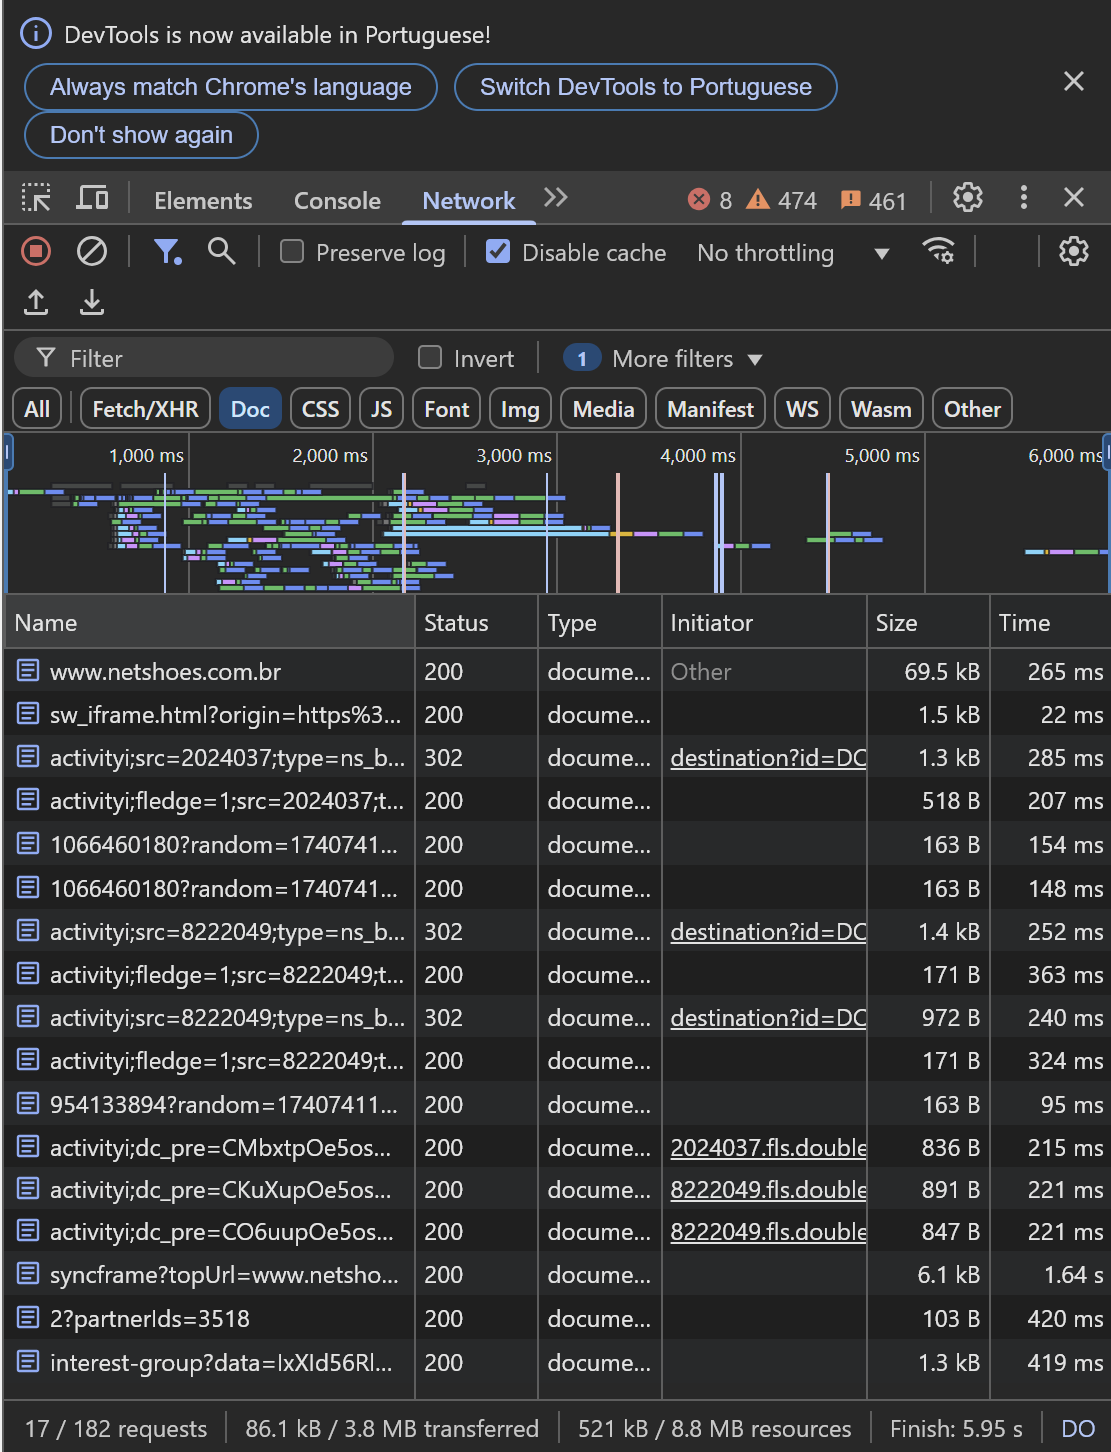 DevTools is now available in Portuguese!
Always match Chrome's language Switch DevTools to Portuguese
Don't show again
Elements Console Network 8 474 461
Preserve log Disable cache No throttling
Filter Invert 1 More filters
All Fetch/XHR Doc CSS JS Font Img Media Manifest WS Wasm Other
1,000 ms 2,000 ms 3,000 ms 4,000 ms 5,000 ms 6,000 ms
Name Status Type Initiator Size Time
www.netshoes.com.br 200 docume... Other 69.5 kB 265 ms
sw_iframe.html?origin=https%3... 200 docume... 1.5 kB 22 ms
activityi;src=2024037;type=ns_b... 302 docume... destination?id=DC 1.3 kB 285 ms
activityi;fledge=1;src=2024037;t... 200 docume... 518 B 207 ms
1066460180?random=1740741... 200 docume... 163 B 154 ms
1066460180?random=1740741... 200 docume... 163 B 148 ms
activityi;src=8222049;type=ns_b... 302 docume... destination?id=DC 1.4 kB 252 ms
activityi;fledge=1;src=8222049;t... 200 docume... 171 B 363 ms
activityi;src=8222049;type=ns_b... 302 docume... destination?id=DC 972 B 240 ms
activityi;fledge=1;src=8222049;t... 200 docume... 171 B 324 ms
954133894?random=17407411... 200 docume... 163 B 95 ms
activityi;dc_pre=CMbxtpOe5os... 200 docume... 2024037.fls.double 836 B 215 ms
activityi;dc_pre=CKuXupOe5os... 200 docume... 8222049.fls.double 891 B 221 ms
activityi;dc_pre=CO6uupOe5os... 200 docume... 8222049.fls.double 847 B 221 ms
syncframe?topUrl=www.netsho... 200 docume... 6.1 kB 1.64 s
2?partnerIds=3518 200 docume... 103 B 420 ms
interest-group?data=IxXId56Rl... 200 docume... 1.3 kB 419 ms
17 / 182 requests 86.1 kB / 3.8 MB transferred 521 kB / 8.8 MB resources Finish: 5.95 s DO